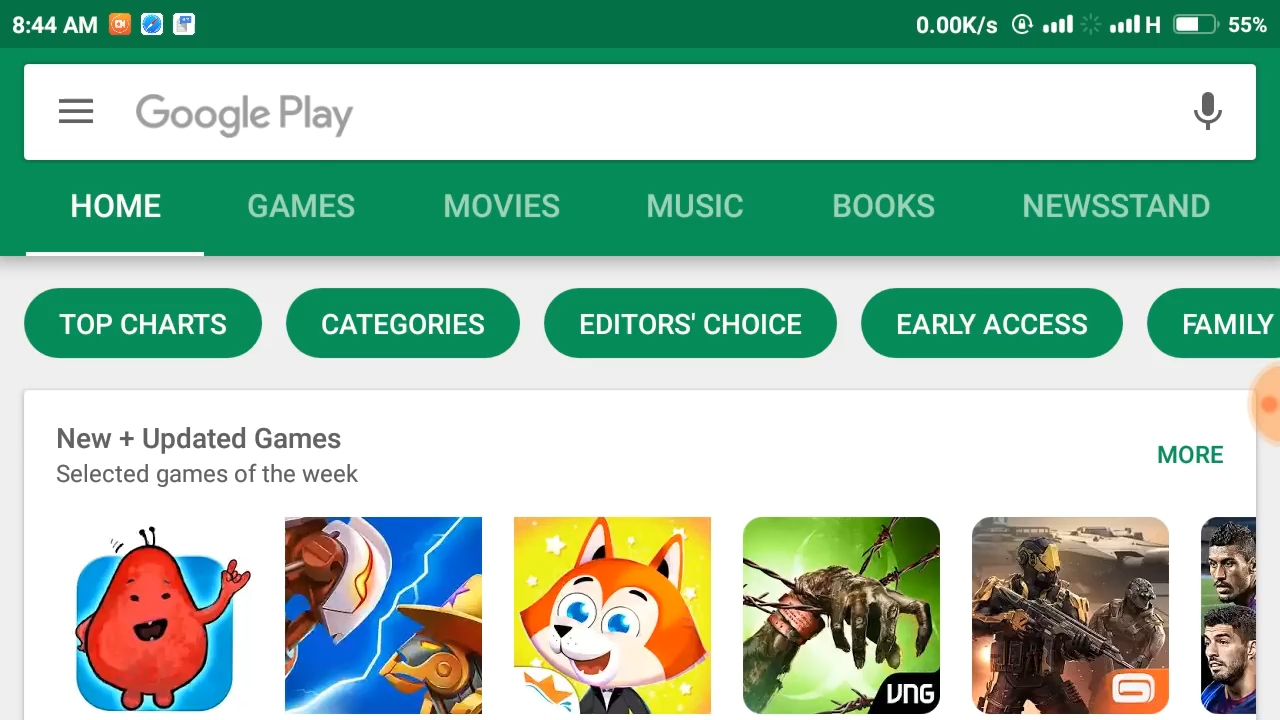 8:44 AM 0.00K/s H 55%
Google Play
HOME GAMES MOVIES MUSIC BOOKS NEWSSTAND
TOP CHARTS CATEGORIES EDITORS' CHOICE EARLY ACCESS FAMILY
New + Updated Games
MORE
Selected games of the week
VNG